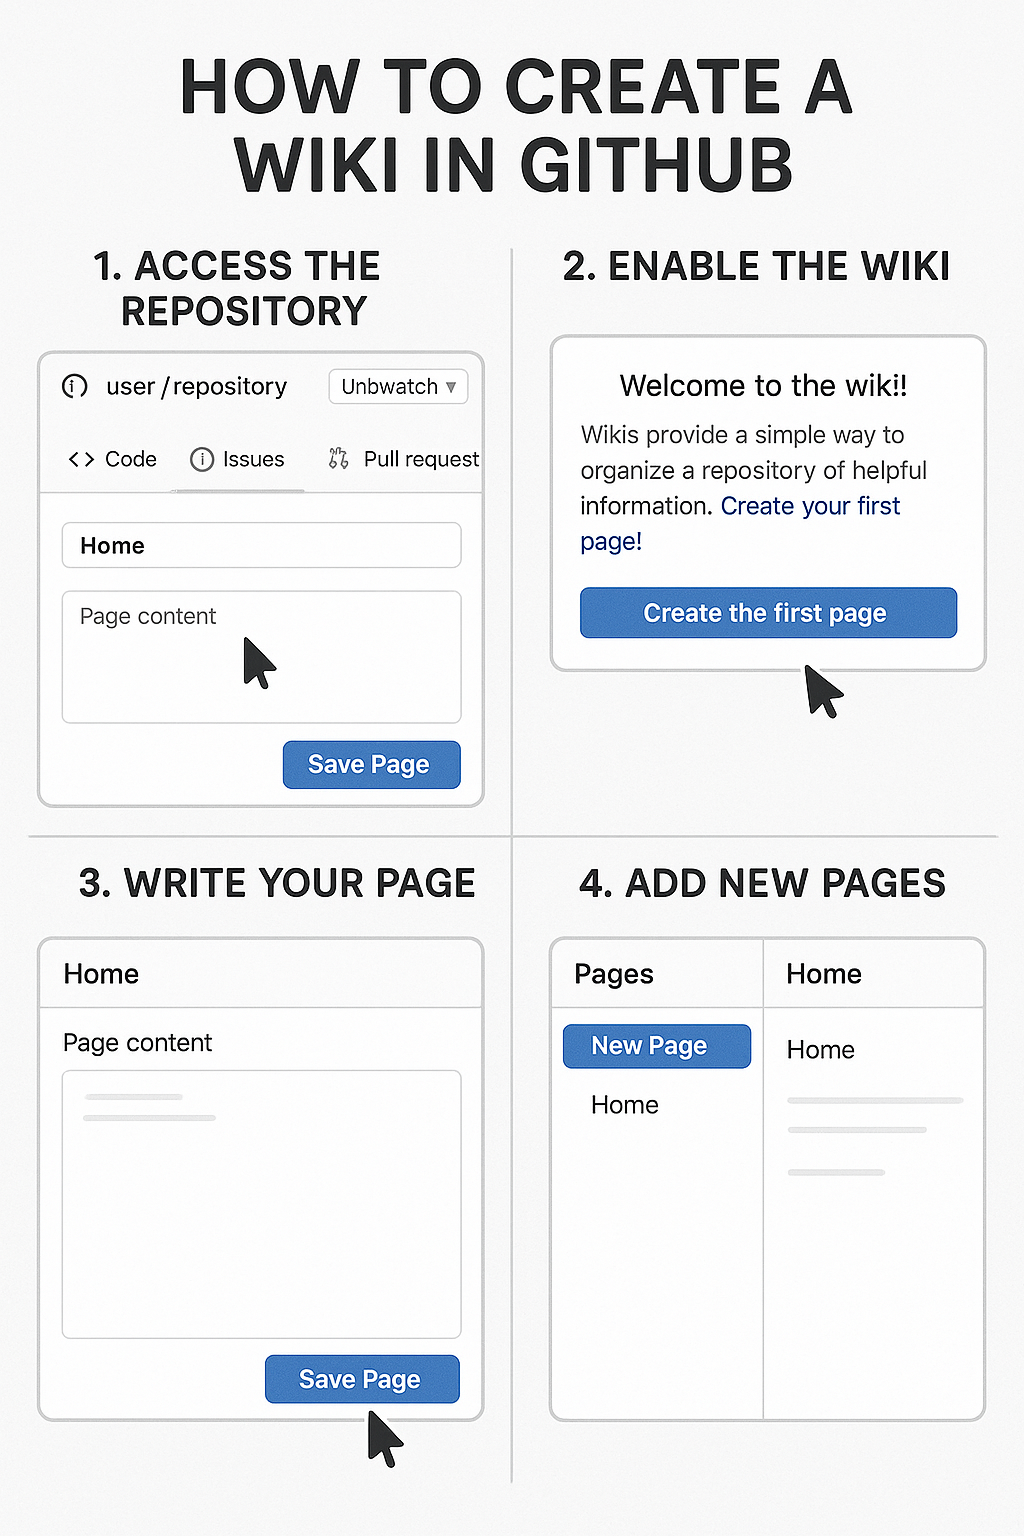 HOW TO CREATE A
WIKI IN GITHUB
1. ACCESS THE
REPOSITORY
user / repository
Unbwatch ▾
Code
Issues
Pull request
Home
Page content
Save Page
2. ENABLE THE WIKI
Welcome to the wiki!!
Wikis provide a simple way to
organize a repository of helpful
information. Create your first
page!
Create the first page
3. WRITE YOUR PAGE
Home
Page content
Save Page
4. ADD NEW PAGES
Pages
New Page
Home
Home
Home